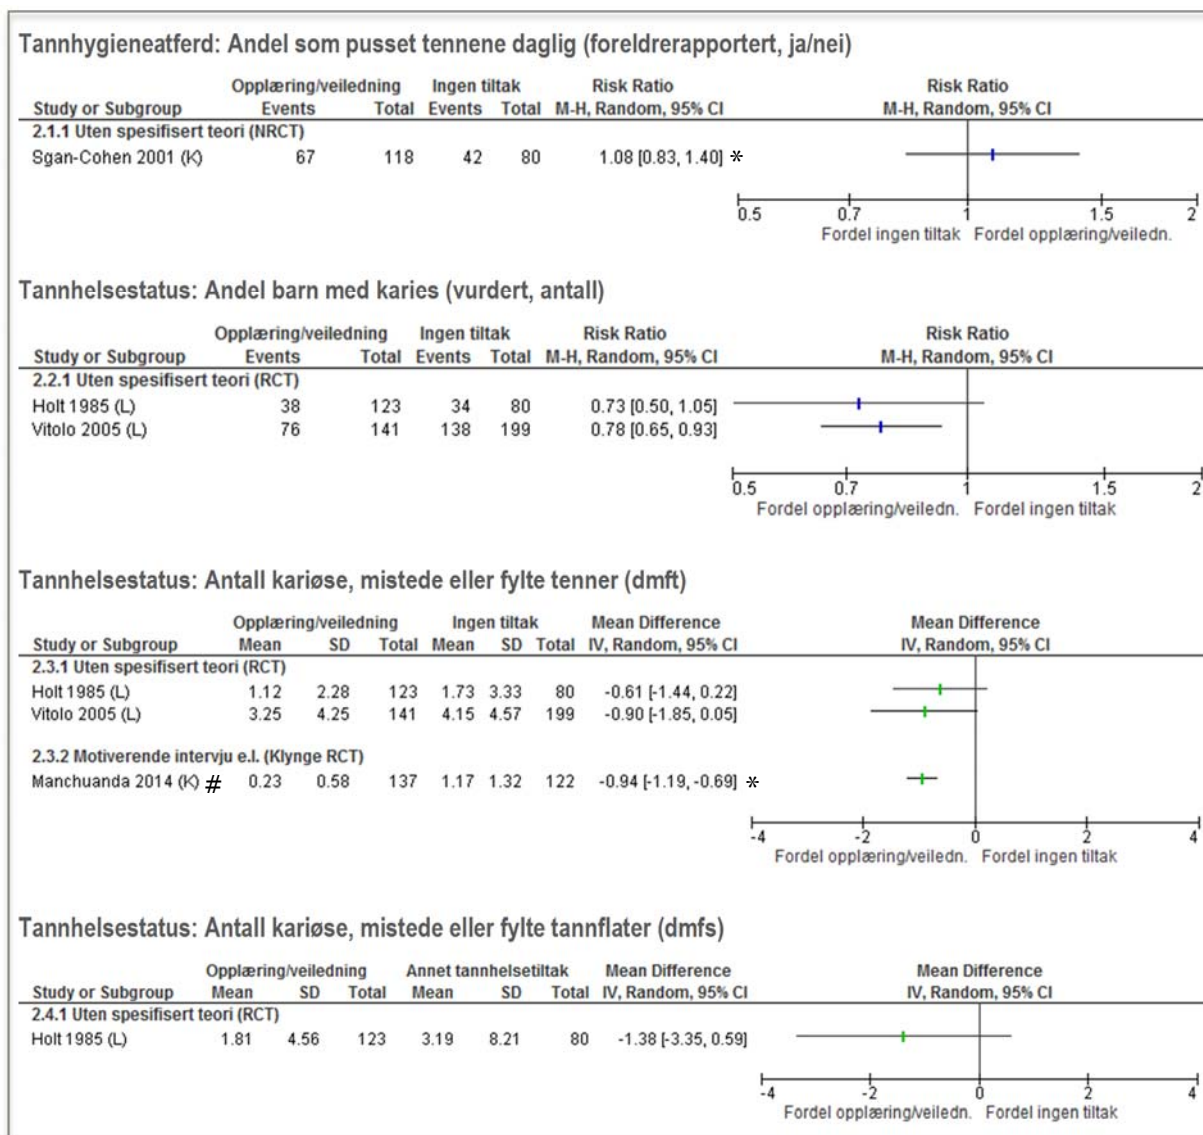 Tannhygieneatferd: Andel som pusset tennene daglig (foreldrerapportert, ja/nei)
Opplæring/veiledning Ingen tiltak Risk Ratio Risk Ratio
Study or Subgroup Events Total Events Total M-H, Random, 95% CI M-H, Random, 95% CI
2.1.1 Uten spesifisert teori (NRCT)
Sgan-Cohen 2001 (K) 67 118 42 80 1.08 [0.83, 1.40] *
0.5 0.7 1 1.5 2
Fordel ingen tiltak Fordel opplæring/veiledn.
Tannhelsestatus: Andel barn med karies (vurdert, antall)
Opplæring/veiledning Ingen tiltak Risk Ratio Risk Ratio
Study or Subgroup Events Total Events Total M-H, Random, 95% CI M-H, Random, 95% CI
2.2.1 Uten spesifisert teori (RCT)
Holt 1985 (L) 38 123 34 80 0.73 [0.50, 1.05]
Vitolo 2005 (L) 76 141 138 199 0.78 [0.65, 0.93]
0.5 0.7 1 1.5 2
Fordel opplæring/veiledn. Fordel ingen tiltak
Tannhelsestatus: Antall kariøse, mistede eller fylte tenner (dmft)
Opplæring/veiledning Ingen tiltak Mean Difference Mean Difference
Study or Subgroup Mean SD Total Mean SD Total IV, Random, 95% CI IV, Random, 95% CI
2.3.1 Uten spesifisert teori (RCT)
Holt 1985 (L) 1.12 2.28 123 1.73 3.33 80 -0.61 [-1.44, 0.22]
Vitolo 2005 (L) 3.25 4.25 141 4.15 4.57 199 -0.90 [-1.85, 0.05]
2.3.2 Motiverende intervju e.l. (Klynge RCT)
Manchuanda 2014 (K) # 0.23 0.58 137 1.17 1.32 122 -0.94 [-1.19, -0.69] *
-4 -2 0 2 4
Fordel opplæring/veiledn. Fordel ingen tiltak
Tannhelsestatus: Antall kariøse, mistede eller fylte tannflater (dmfs)
Opplæring/veiledning Annet tannhelsetiltak Mean Difference Mean Difference
Study or Subgroup Mean SD Total Mean SD Total IV, Random, 95% CI IV, Random, 95% CI
2.4.1 Uten spesifisert teori (RCT)
Holt 1985 (L) 1.81 4.56 123 3.19 8.21 80 -1.38 [-3.35, 0.59]
-4 -2 0 2 4
Fordel opplæring/veiledn. Fordel ingen tiltak